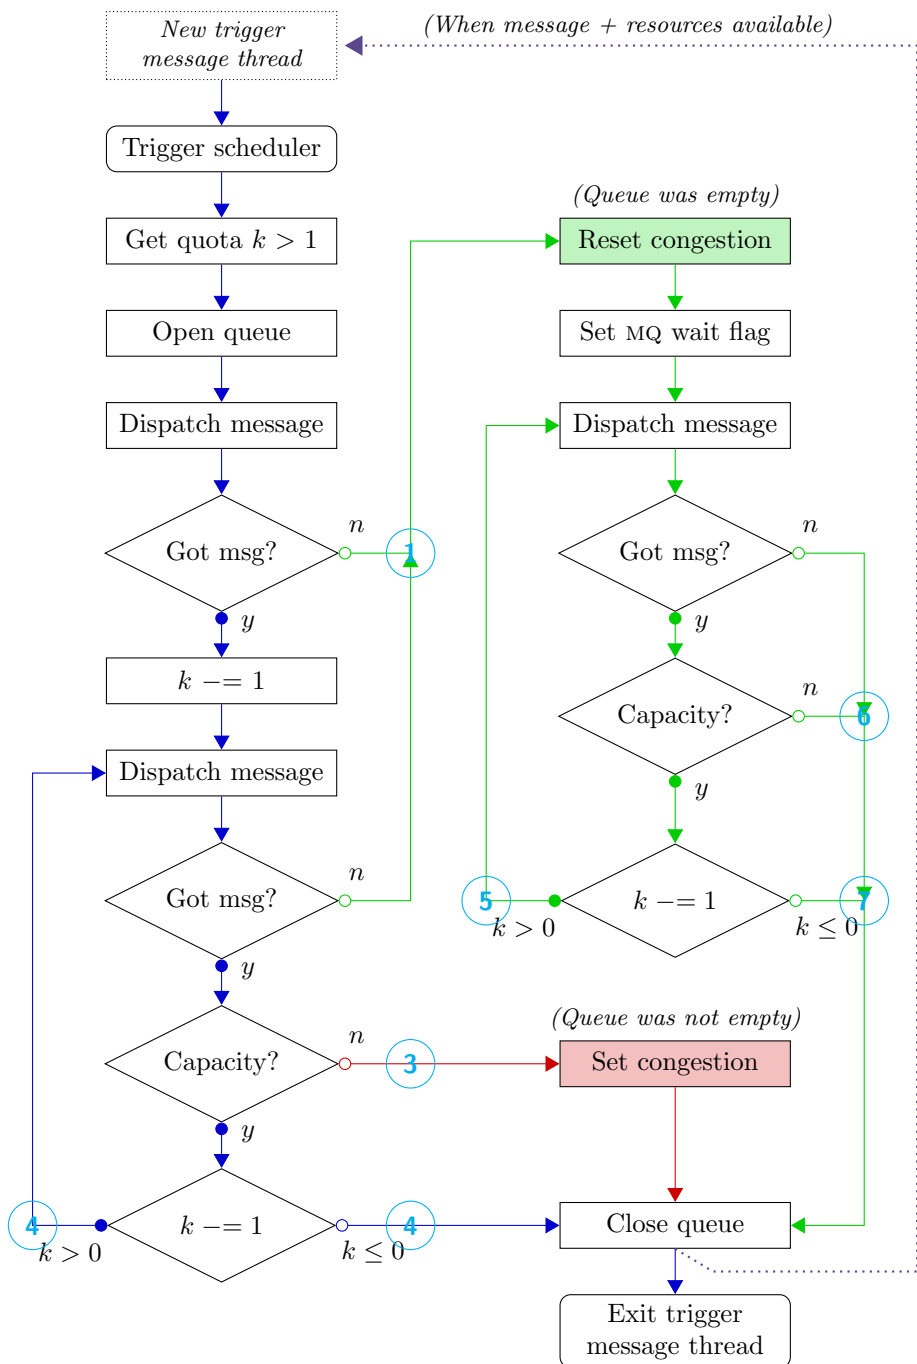 New trigger
message thread
(When message + resources available)
Trigger scheduler
Get quota k > 1
Open queue
Dispatch message
Got msg?
n
1
y
k −= 1
Dispatch message
Got msg?
n
y
Capacity?
n
3
y
k −= 1
4
k > 0
4
k ≤ 0
(Queue was empty)
Reset congestion
Set MQ wait flag
Dispatch message
Got msg?
n
y
Capacity?
n
6
y
k −= 1
5
k > 0
7
k ≤ 0
(Queue was not empty)
Set congestion
Close queue
Exit trigger
message thread